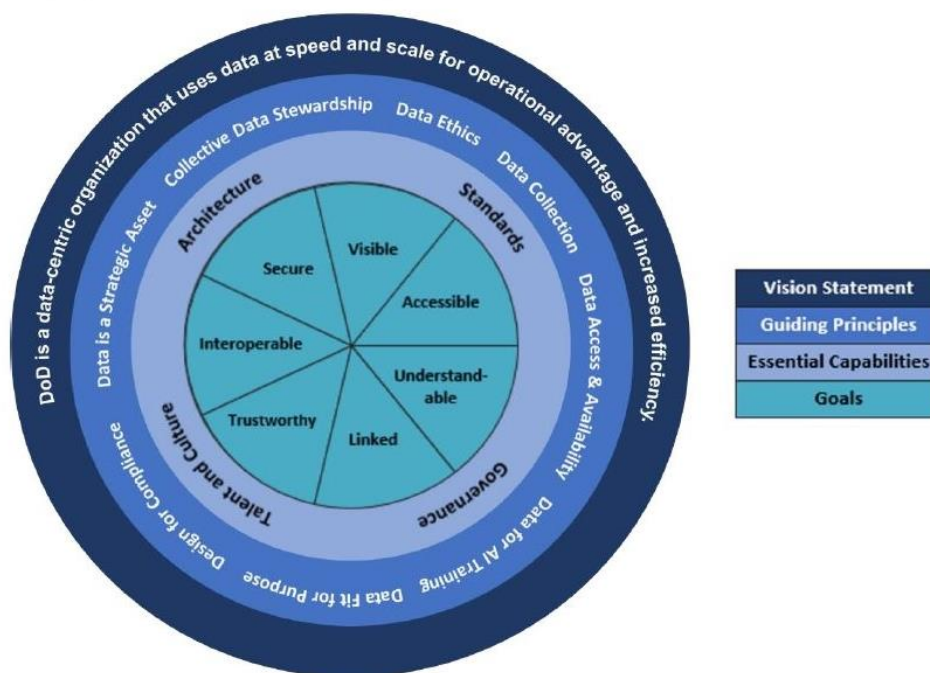 DoD is a data-centric organization that uses data at speed and scale for operational advantage and increased efficiency.
Data is a Strategic Asset
Collective Data Stewardship
Data Ethics
Data Collection
Data Access & Availability
Data for AI Training
Data Fit for Purpose
Design for Compliance
Architecture
Standards
Governance
Talent and Culture
Visible
Accessible
Understand-
able
Linked
Trustworthy
Interoperable
Secure
Vision Statement
Guiding Principles
Essential Capabilities
Goals